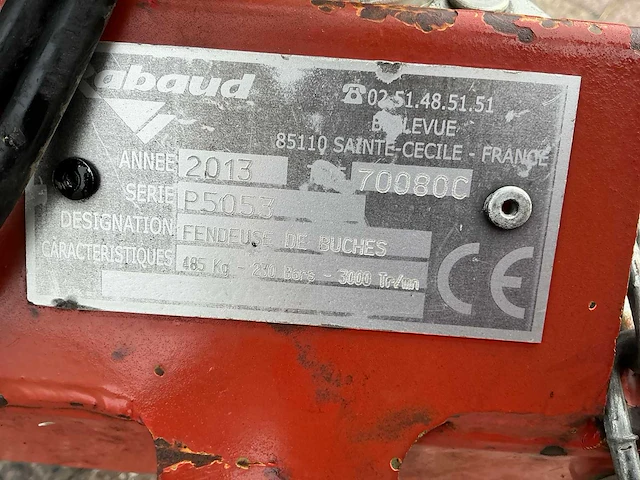 Rabaud
☎ 02.51.48.51.51
BELLEVUE
85110 SAINTE-CECILE - FRANCE
ANNEE 2013 70080C
SERIE P5053
DESIGNATION FENDEUSE DE BUCHES
CARACTERISTIQUES 485 Kg - 230 Bars - 3000 Tr/mn
CE